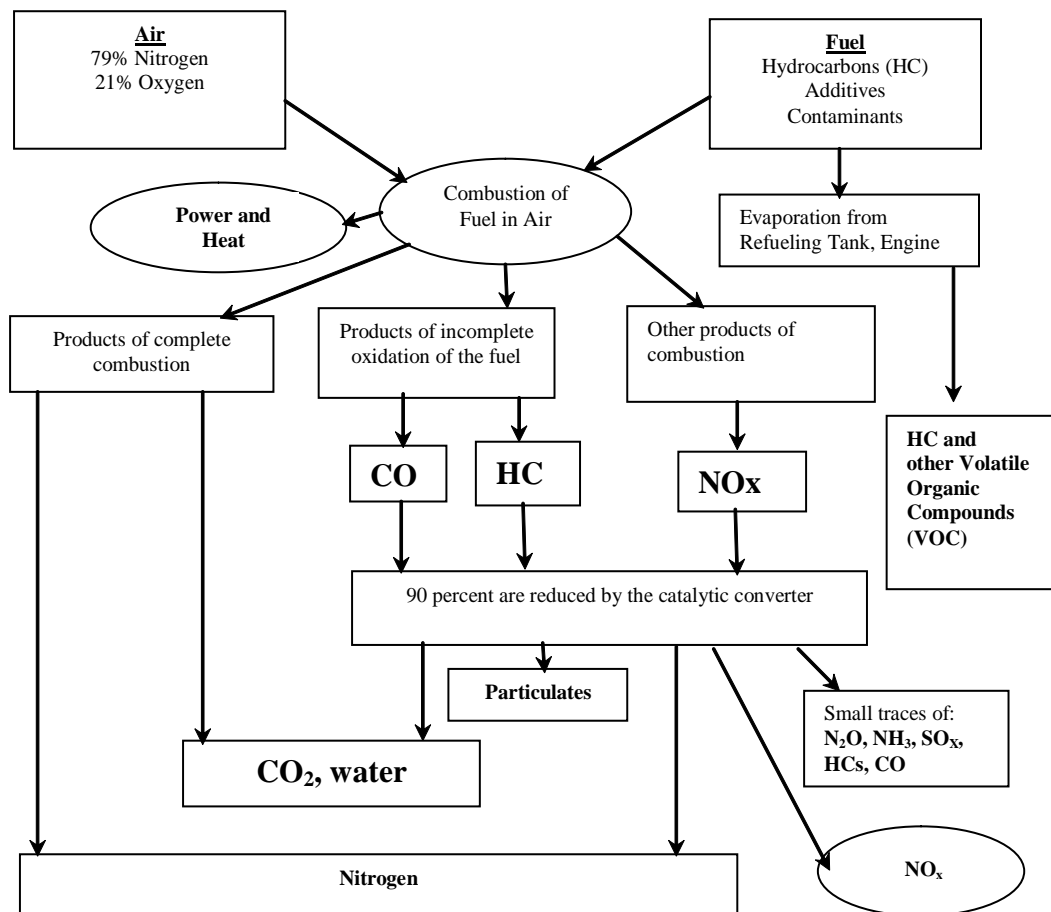 Air
79% Nitrogen
21% Oxygen
Fuel
Hydrocarbons (HC)
Additives
Contaminants
Combustion of
Fuel in Air
Power and
Heat
Evaporation from
Refueling Tank, Engine
Products of complete
combustion
Products of incomplete
oxidation of the fuel
Other products of
combustion
CO
HC
NOx
HC and
other Volatile
Organic
Compounds
(VOC)
90 percent are reduced by the catalytic converter
Particulates
Small traces of:
N₂O, NH₃, SOₓ,
HCs, CO
CO₂, water
Nitrogen
NOₓ